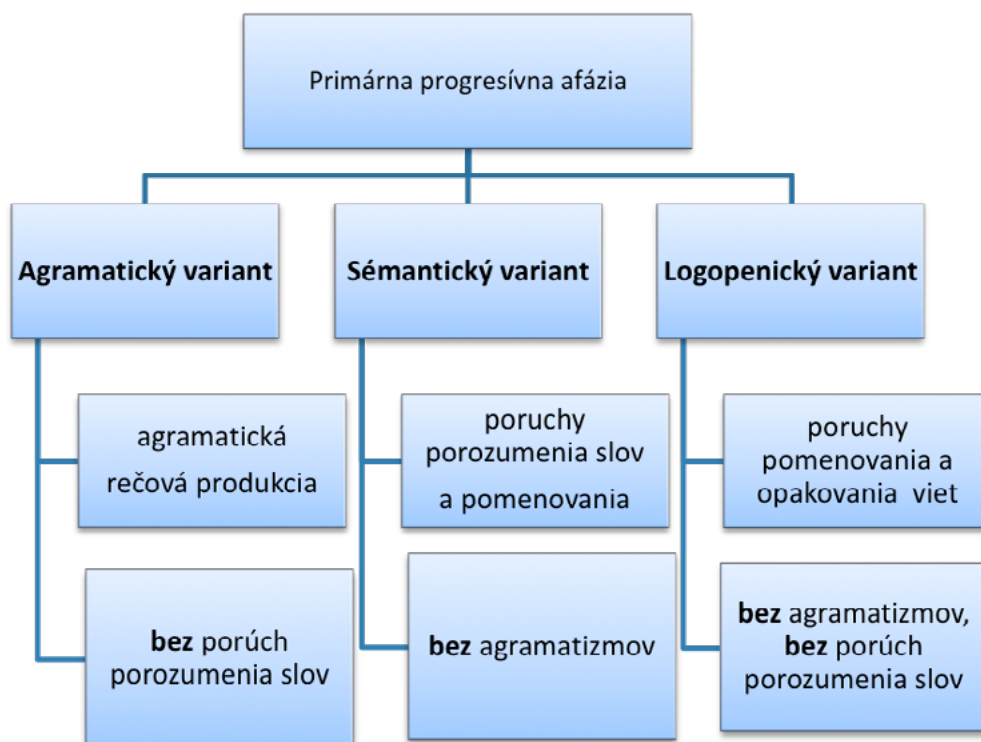 Primárna progresívna afázia
Agramatický variant
Sémantický variant
Logopenický variant
agramatická
rečová produkcia
bez porúch
porozumenia slov
poruchy
porozumenia slov
a pomenovania
bez agramatizmov
poruchy
pomenovania a
opakovania viet
bez agramatizmov,
bez porúch
porozumenia slov